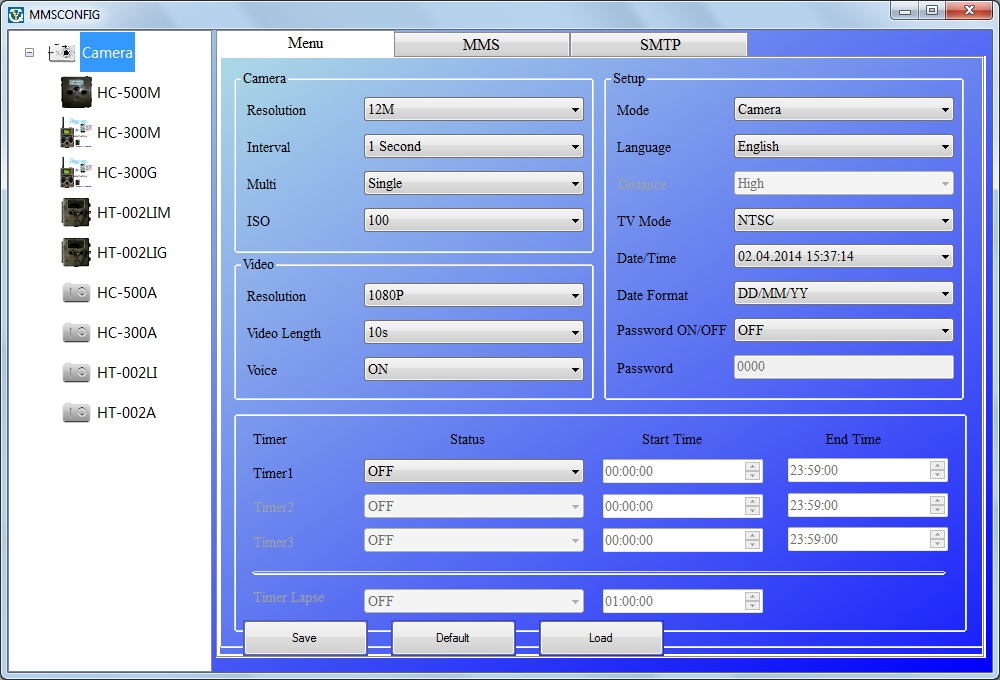 MMSCONFIG
Camera
HC-500M
HC-300M
HC-300G
HT-002LIM
HT-002LIG
HC-500A
HC-300A
HT-002LI
HT-002A
Menu MMS SMTP
Camera
Resolution 12M
Interval 1 Second
Multi Single
ISO 100
Video
Resolution 1080P
Video Length 10s
Voice ON
Setup
Mode Camera
Language English
Distance High
TV Mode NTSC
Date/Time 02.04.2014 15:37:14
Date Format DD/MM/YY
Password ON/OFF OFF
Password 0000
Timer Status Start Time End Time
Timer1 OFF 00:00:00 23:59:00
Timer2 OFF 00:00:00 23:59:00
Timer3 OFF 00:00:00 23:59:00
Timer Lapse OFF 01:00:00
Save Default Load